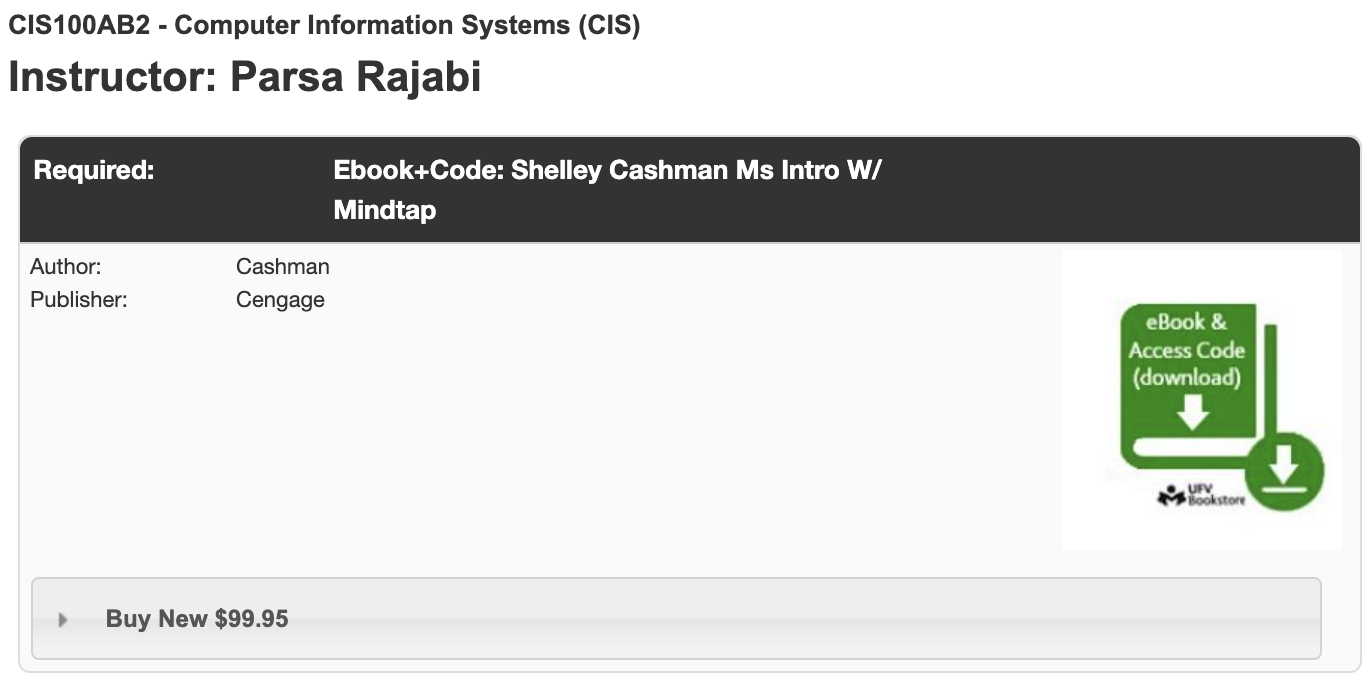 CIS100AB2 - Computer Information Systems (CIS)
Instructor: Parsa Rajabi
Required: Ebook+Code: Shelley Cashman Ms Intro W/
Mindtap
Author: Cashman
Publisher: Cengage
eBook &
Access Code
(download)
UFV
Bookstore
Buy New $99.95